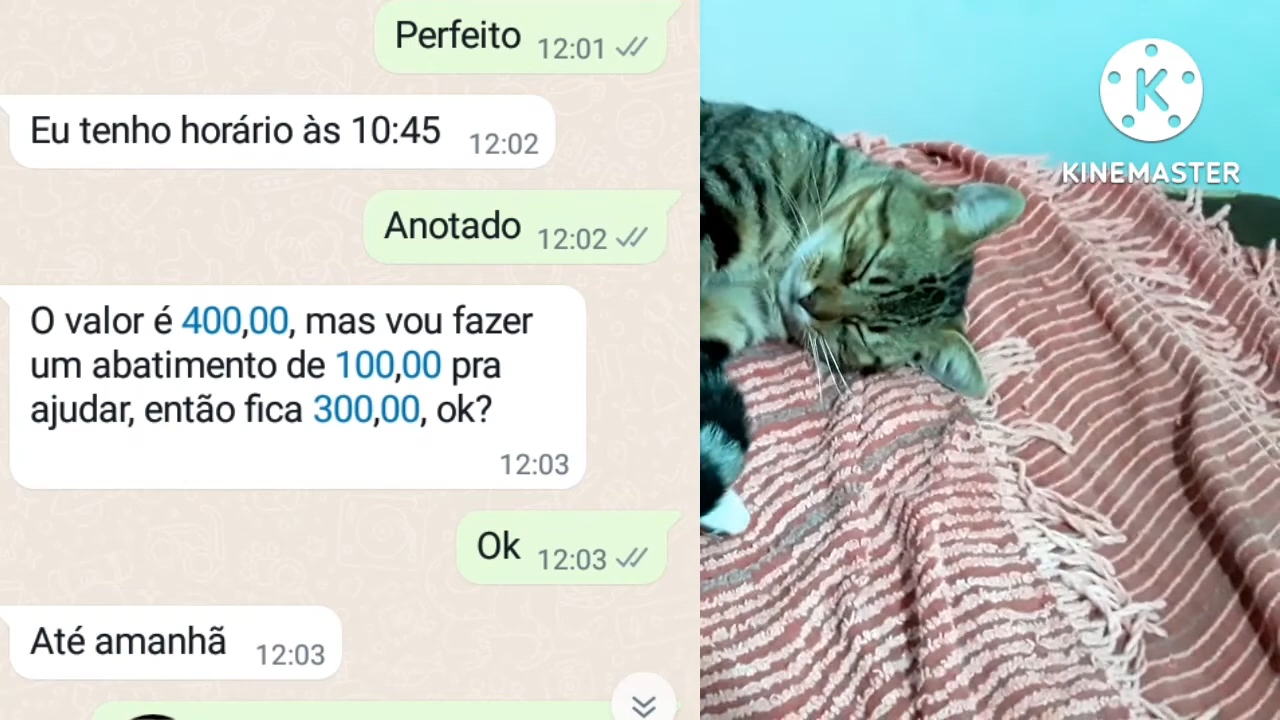 Perfeito 12:01
Eu tenho horário às 10:45 12:02
Anotado 12:02
O valor é 400,00, mas vou fazer
um abatimento de 100,00 pra
ajudar, então fica 300,00, ok?
12:03
Ok 12:03
Até amanhã 12:03
K
KINEMASTER